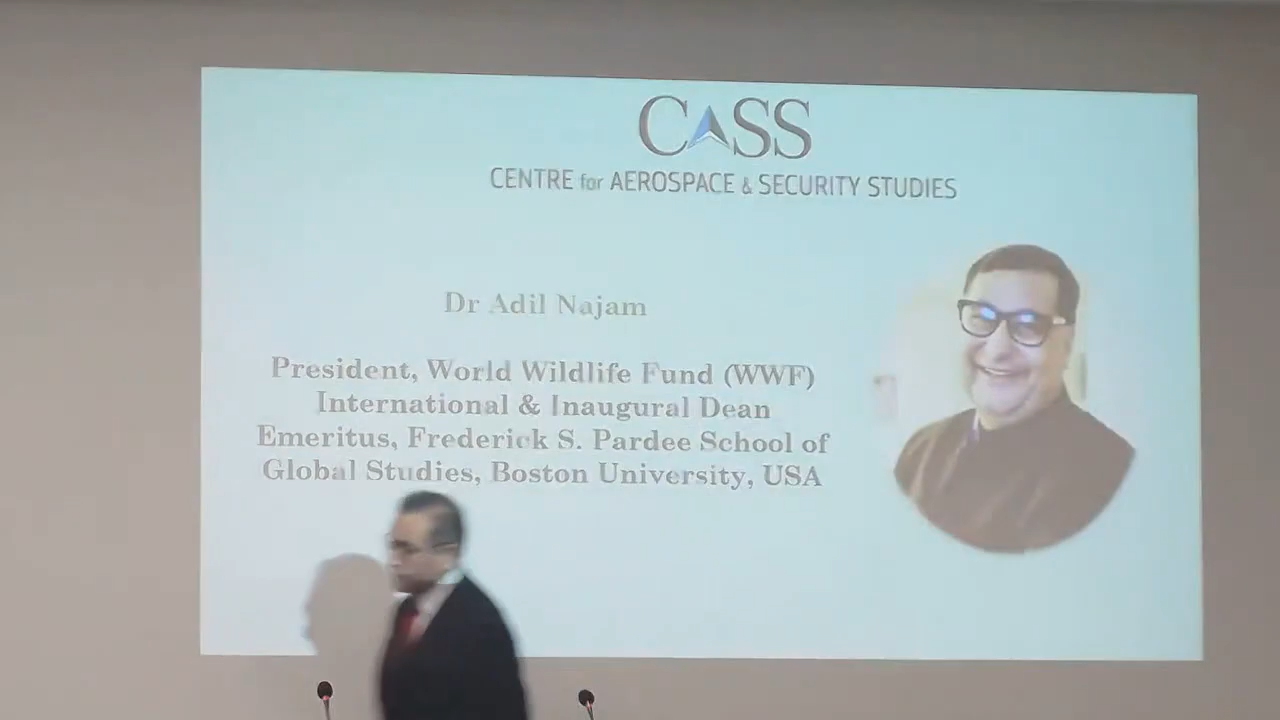 CASS
CENTRE for AEROSPACE & SECURITY STUDIES
Dr Adil Najam
President, World Wildlife Fund (WWF)
International & Inaugural Dean
Emeritus, Frederick S. Pardee School of
Global Studies, Boston University, USA